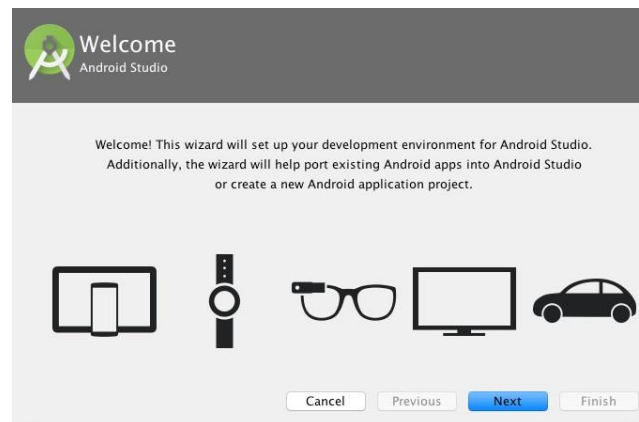 Welcome
Android Studio
Welcome! This wizard will set up your development environment for Android Studio.
Additionally, the wizard will help port existing Android apps into Android Studio
or create a new Android application project.
Cancel Previous Next Finish